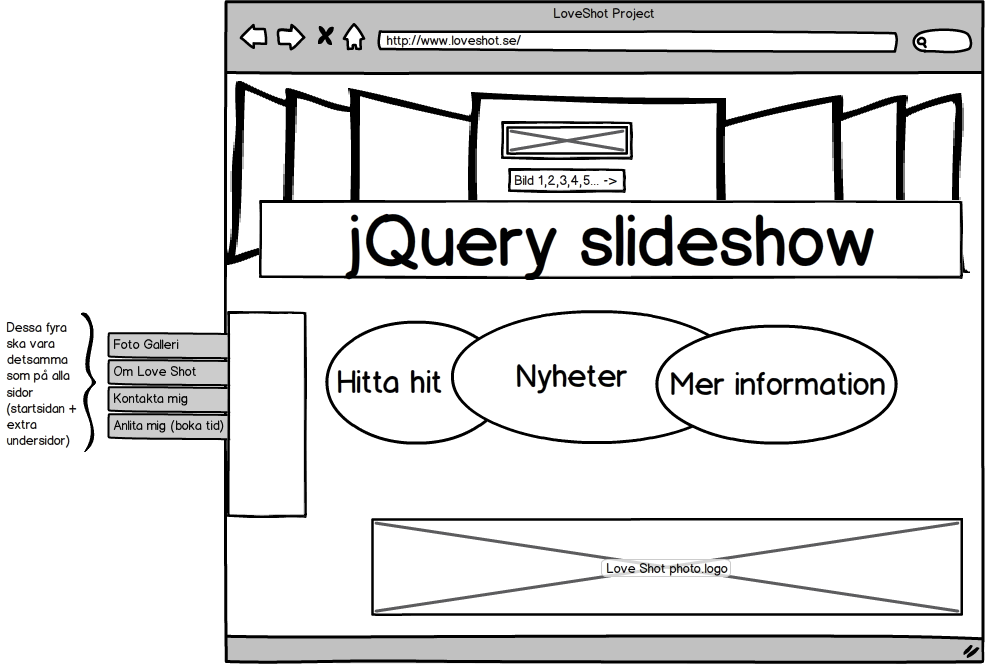 LoveShot Project
http://www.loveshot.se/
Bild 1,2,3,4,5... ->
jQuery slideshow
Dessa fyra
ska vara
detsamma
som på alla
sidor
(startsidan +
extra
undersidor)
Foto Galleri
Om Love Shot
Kontakta mig
Anlita mig (boka tid)
Hitta hit
Nyheter
Mer information
Love Shot photo.logo